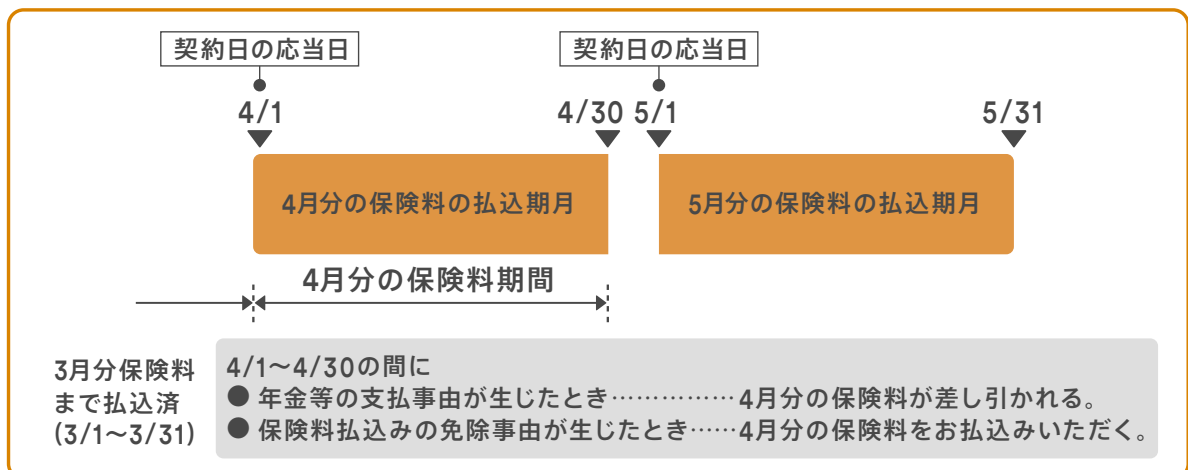 契約日の応当日 契約日の応当日
4/1 4/30 5/1 5/31
4月分の保険料の払込期月 5月分の保険料の払込期月
4月分の保険料期間
3月分保険料
まで払込済
(3/1〜3/31)
4/1〜4/30の間に
● 年金等の支払事由が生じたとき……………4月分の保険料が差し引かれる。
● 保険料払込みの免除事由が生じたとき……4月分の保険料をお払込みいただく。